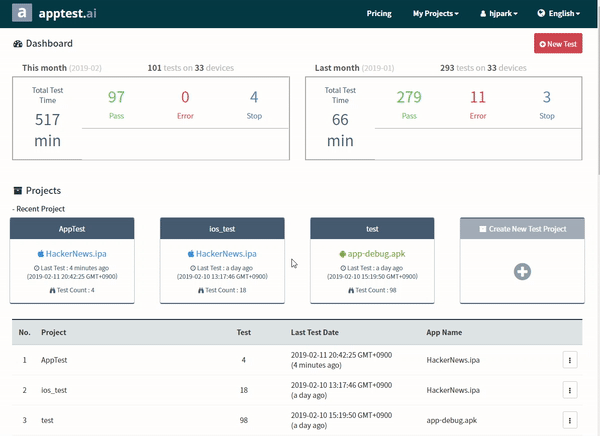 a apptest.ai Pricing My Projects hjpark English
Dashboard New Test
This month (2019-02) 101 tests on 33 devices Last month (2019-01) 293 tests on 33 devices
Total Test Time 517 min 97 Pass 0 Error 4 Stop
Total Test Time 66 min 279 Pass 11 Error 3 Stop
Projects
- Recent Project
AppTest ios_test test Create New Test Project
HackerNews.ipa HackerNews.ipa app-debug.apk
Last Test : 4 minutes ago Last Test : a day ago Last Test : a day ago
(2019-02-11 20:42:25 GMT+0900) (2019-02-10 13:17:46 GMT+0900) (2019-02-10 15:19:50 GMT+0900)
Test Count : 4 Test Count : 18 Test Count : 98
No. Project Test Last Test Date App Name
1 AppTest 4 2019-02-11 20:42:25 GMT+0900 (4 minutes ago) HackerNews.ipa
2 ios_test 18 2019-02-10 13:17:46 GMT+0900 (a day ago) HackerNews.ipa
3 test 98 2019-02-10 15:19:50 GMT+0900 (a day ago) app-debug.apk